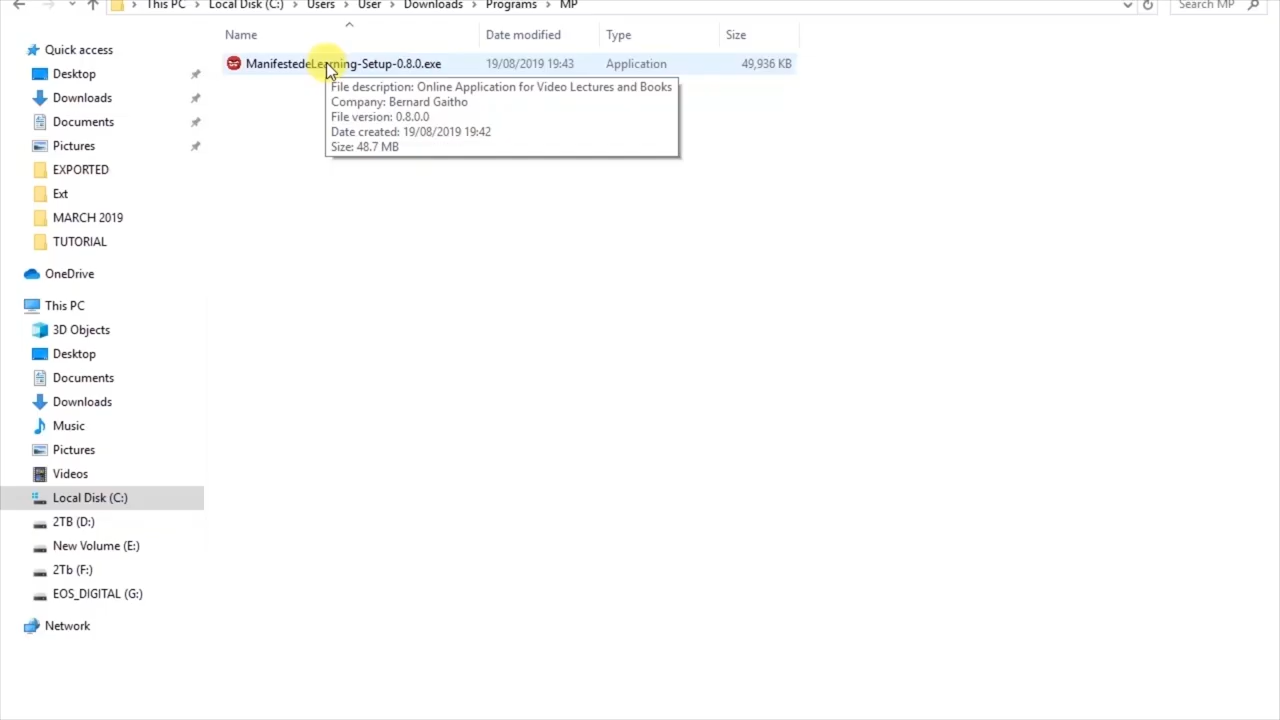 This PC > Local Disk (C:) > Users > User > Downloads > Programs > MP
Search MP
Name
Date modified
Type
Size
ManifestedeLearning-Setup-0.8.0.exe
19/08/2019 19:43
Application
49,936 KB
File description: Online Application for Video Lectures and Books
Company: Bernard Gaitho
File version: 0.8.0.0
Date created: 19/08/2019 19:42
Size: 48.7 MB
Quick access
Desktop
Downloads
Documents
Pictures
EXPORTED
Ext
MARCH 2019
TUTORIAL
OneDrive
This PC
3D Objects
Desktop
Documents
Downloads
Music
Pictures
Videos
Local Disk (C:)
2TB (D:)
New Volume (E:)
2Tb (F:)
EOS_DIGITAL (G:)
Network